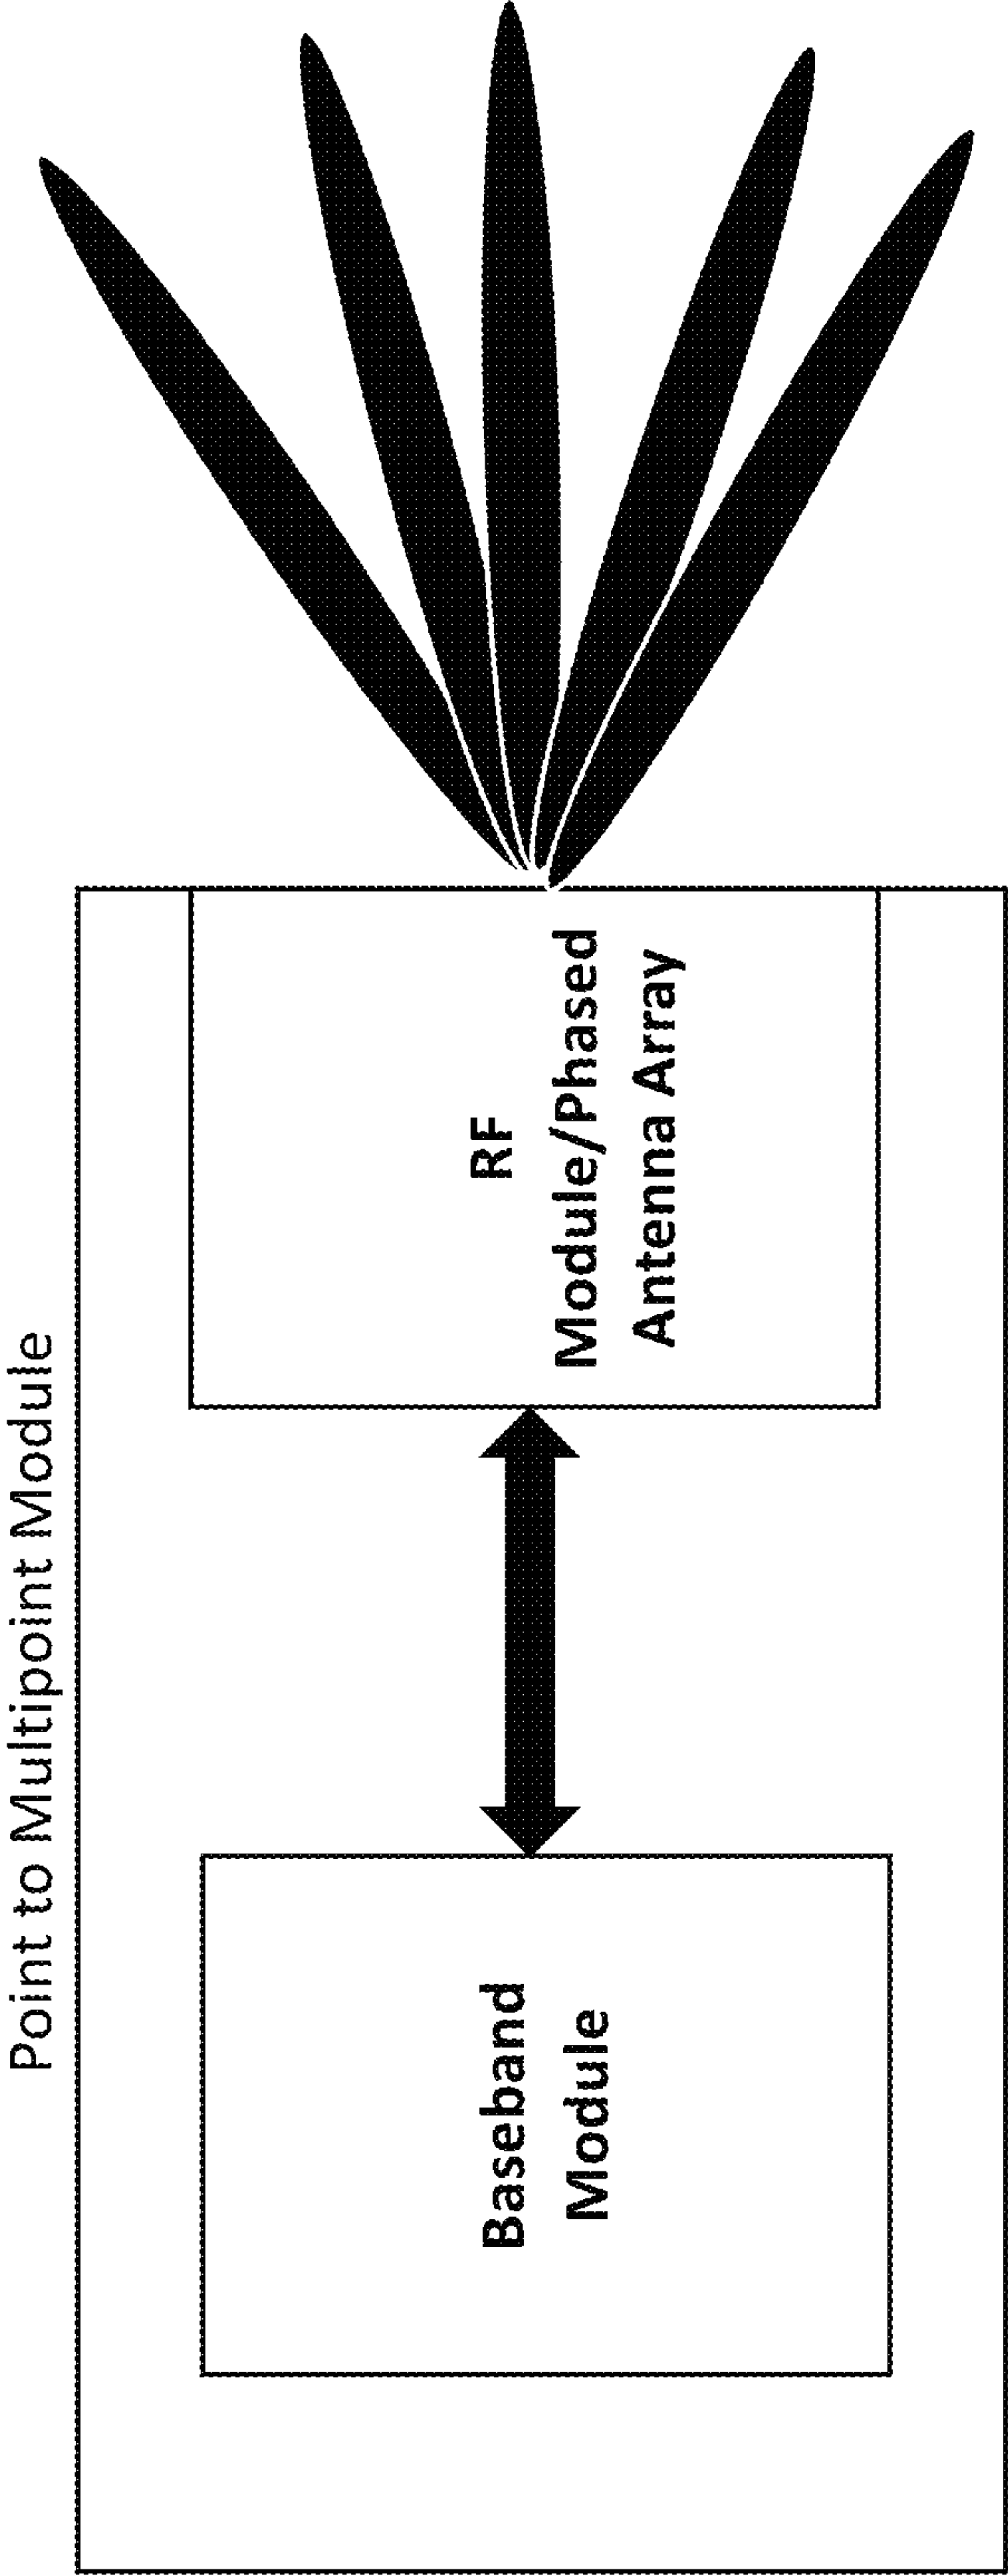 Point to Multipoint Module
Baseband
Module
RF
Module/Phased
Antenna Array